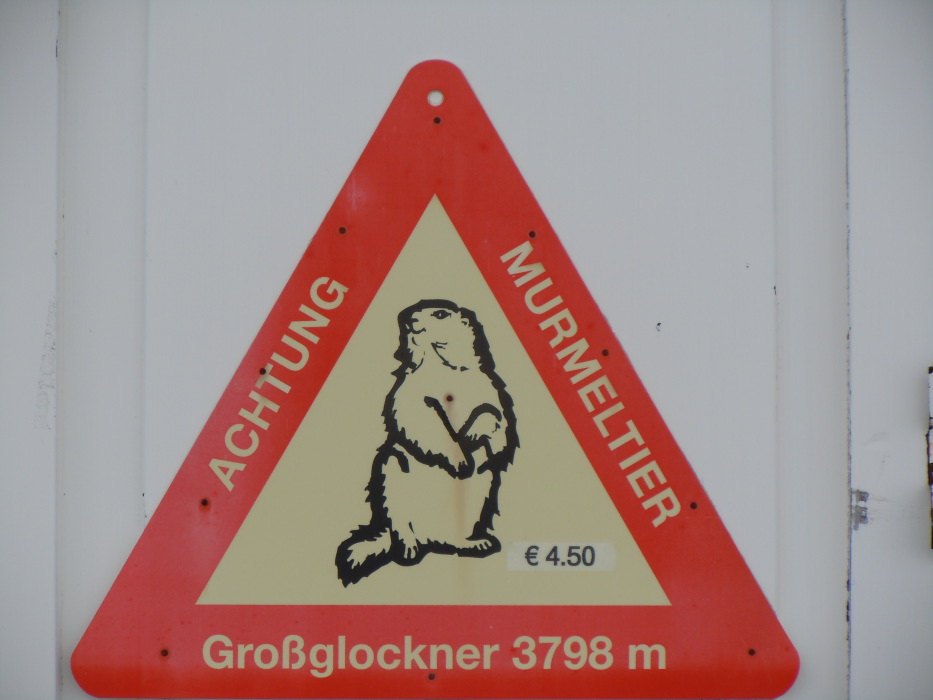 ACHTUNG
MURMELTIER
€ 4.50
Großglockner 3798 m